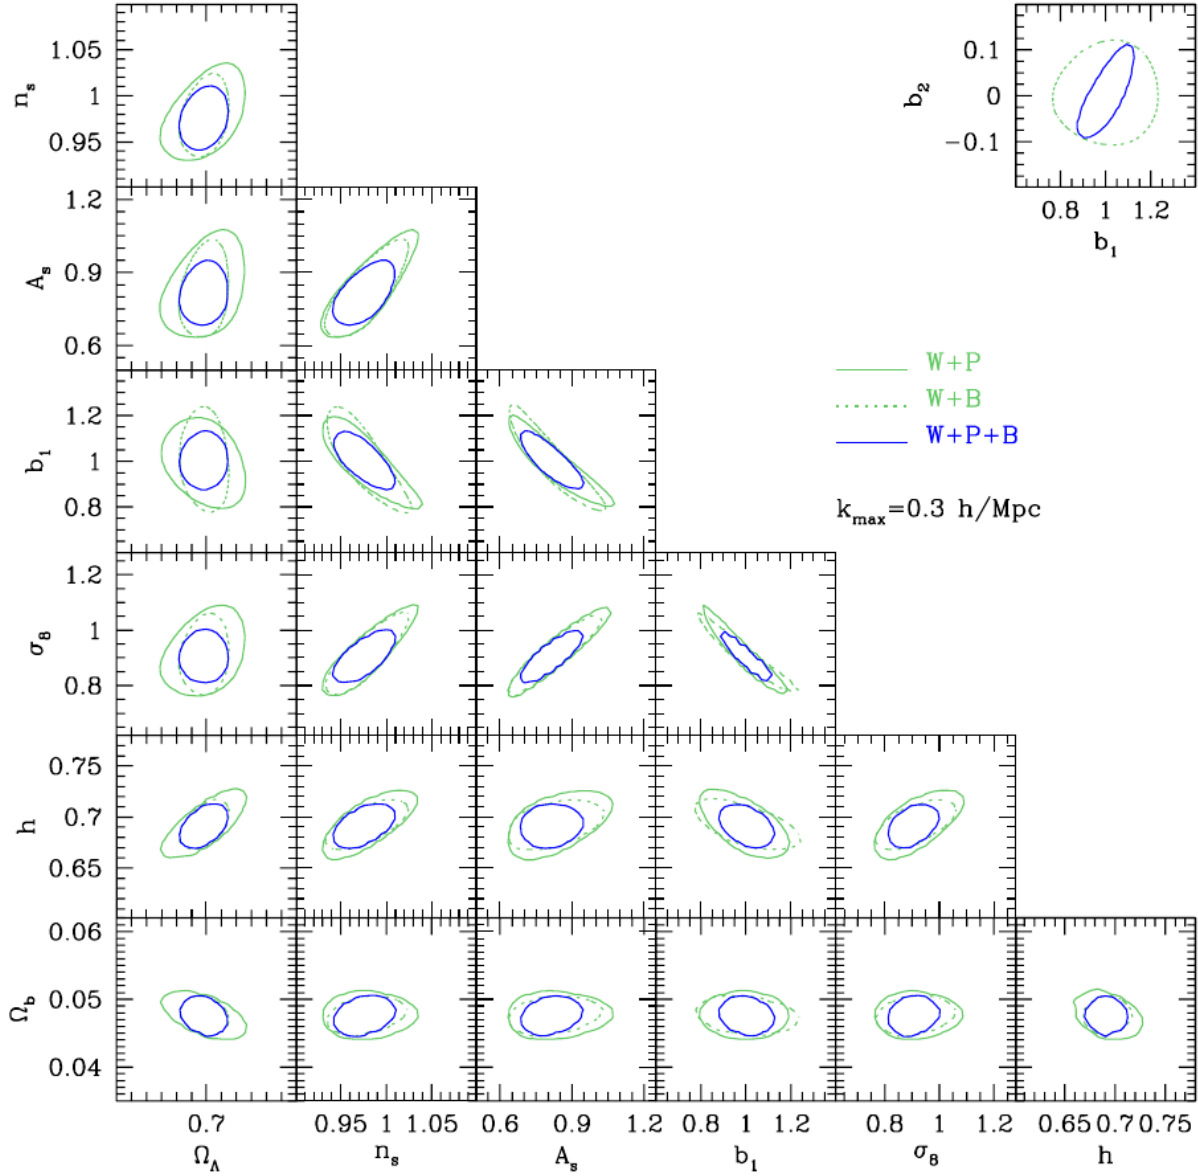 1.05
1
0.95
n_s
0.1
0
−0.1
b_2
0.8 1 1.2
b_1
1.2
0.9
0.6
A_s
W+P
W+B
W+P+B
k_max=0.3 h/Mpc
1.2
1
0.8
b_1
1.2
1
0.8
σ_8
0.75
0.7
0.65
h
0.06
0.05
0.04
Ω_b
0.7 0.95 1 1.05 0.6 0.9 1.2 0.8 1 1.2 0.8 1 1.2 0.65 0.7 0.75
Ω_Λ n_s A_s b_1 σ_8 h